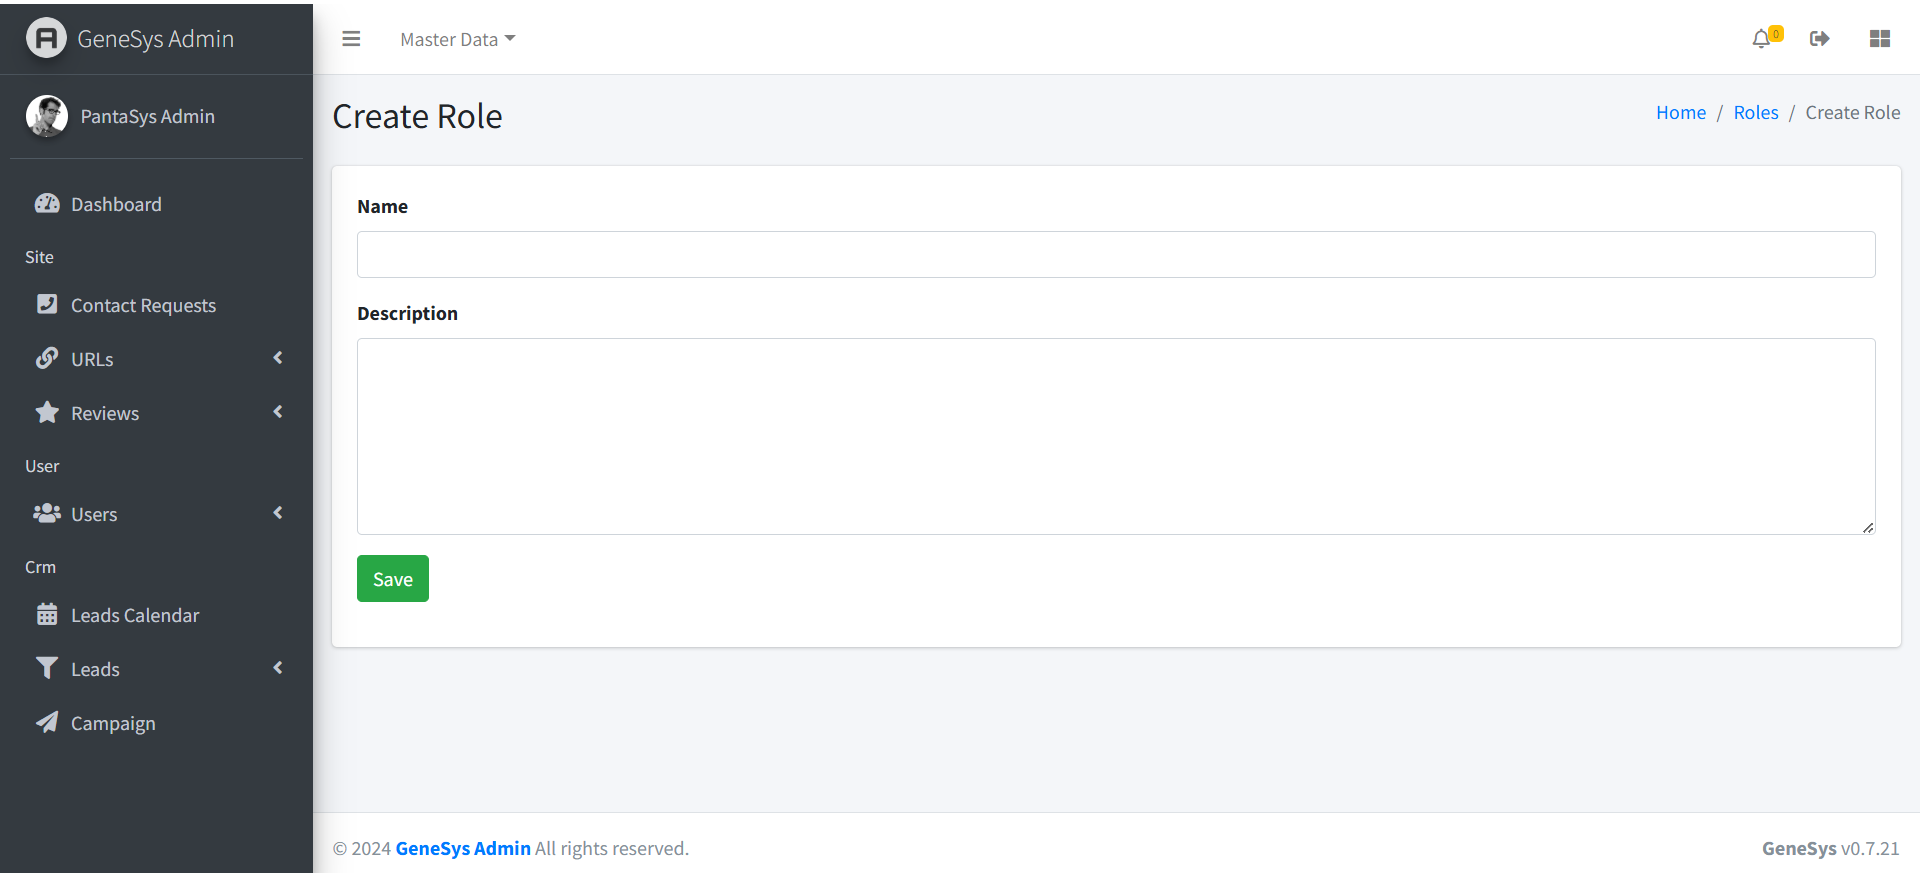 GeneSys Admin
Master Data
0
PantaSys Admin
Create Role
Home / Roles / Create Role
Dashboard
Site
Contact Requests
URLs
Reviews
User
Users
Crm
Leads Calendar
Leads
Campaign
Name
Description
Save
© 2024 GeneSys Admin All rights reserved.
GeneSys v0.7.21